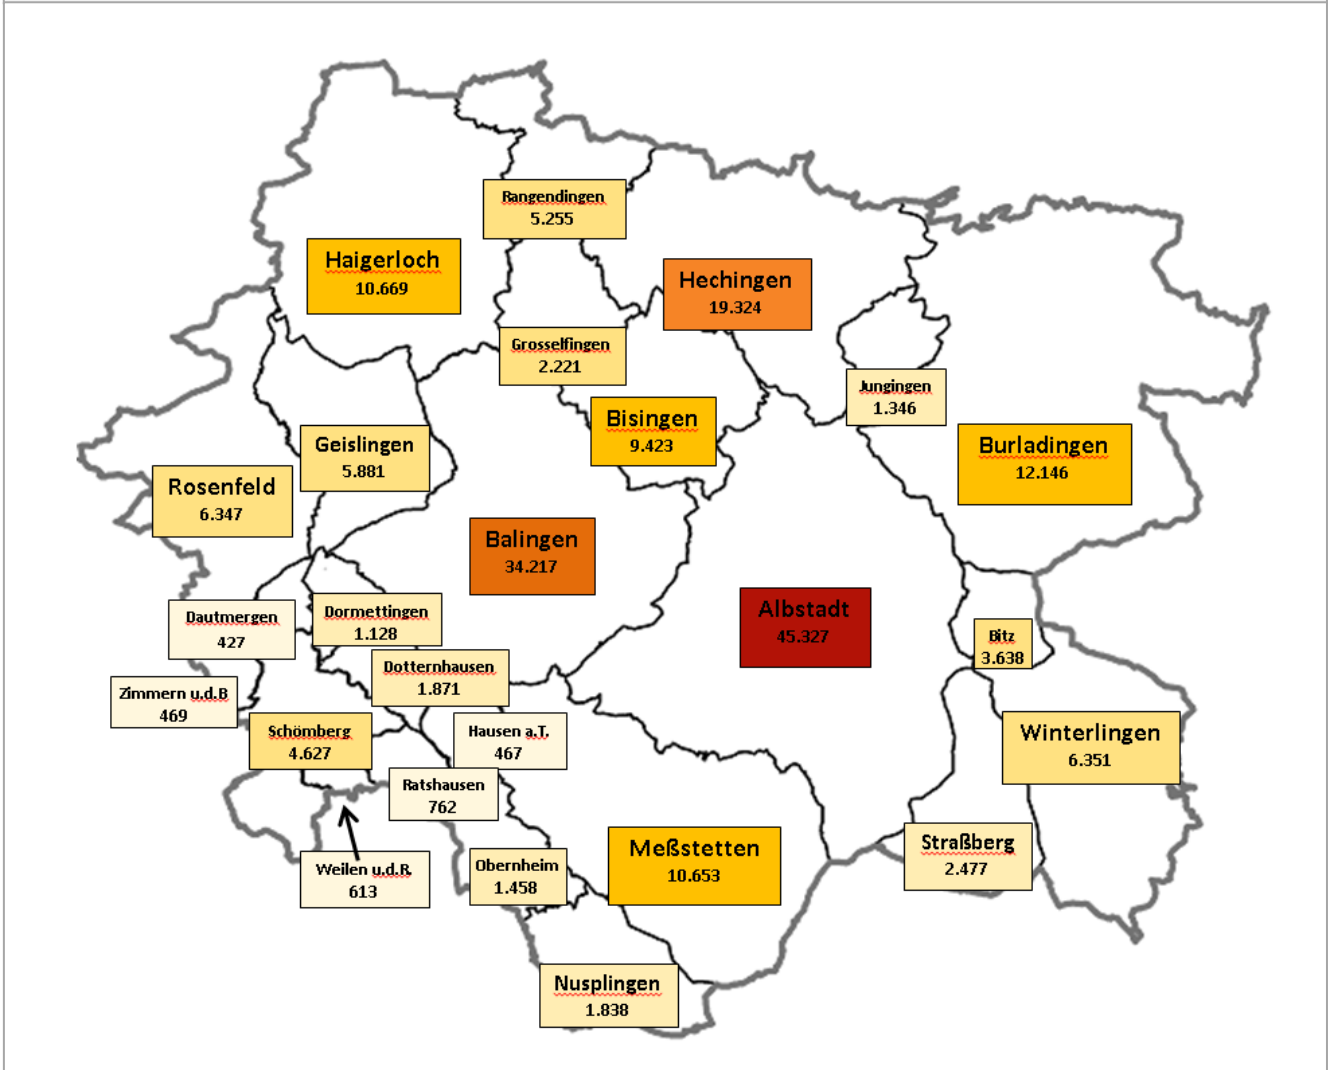 Rangendingen
5.255
Haigerloch
10.669
Hechingen
19.324
Grosselfingen
2.221
Jungingen
1.346
Bisingen
9.423
Burladingen
12.146
Geislingen
5.881
Rosenfeld
6.347
Balingen
34.217
Albstadt
45.327
Dautmergen
427
Dormettingen
1.128
Bitz
3.638
Dotternhausen
1.871
Zimmern u.d.B
469
Schömberg
4.627
Hausen a.T.
467
Winterlingen
6.351
Ratshausen
762
Meßstetten
10.653
Straßberg
2.477
Weilen u.d.R.
613
Obernheim
1.458
Nusplingen
1.838